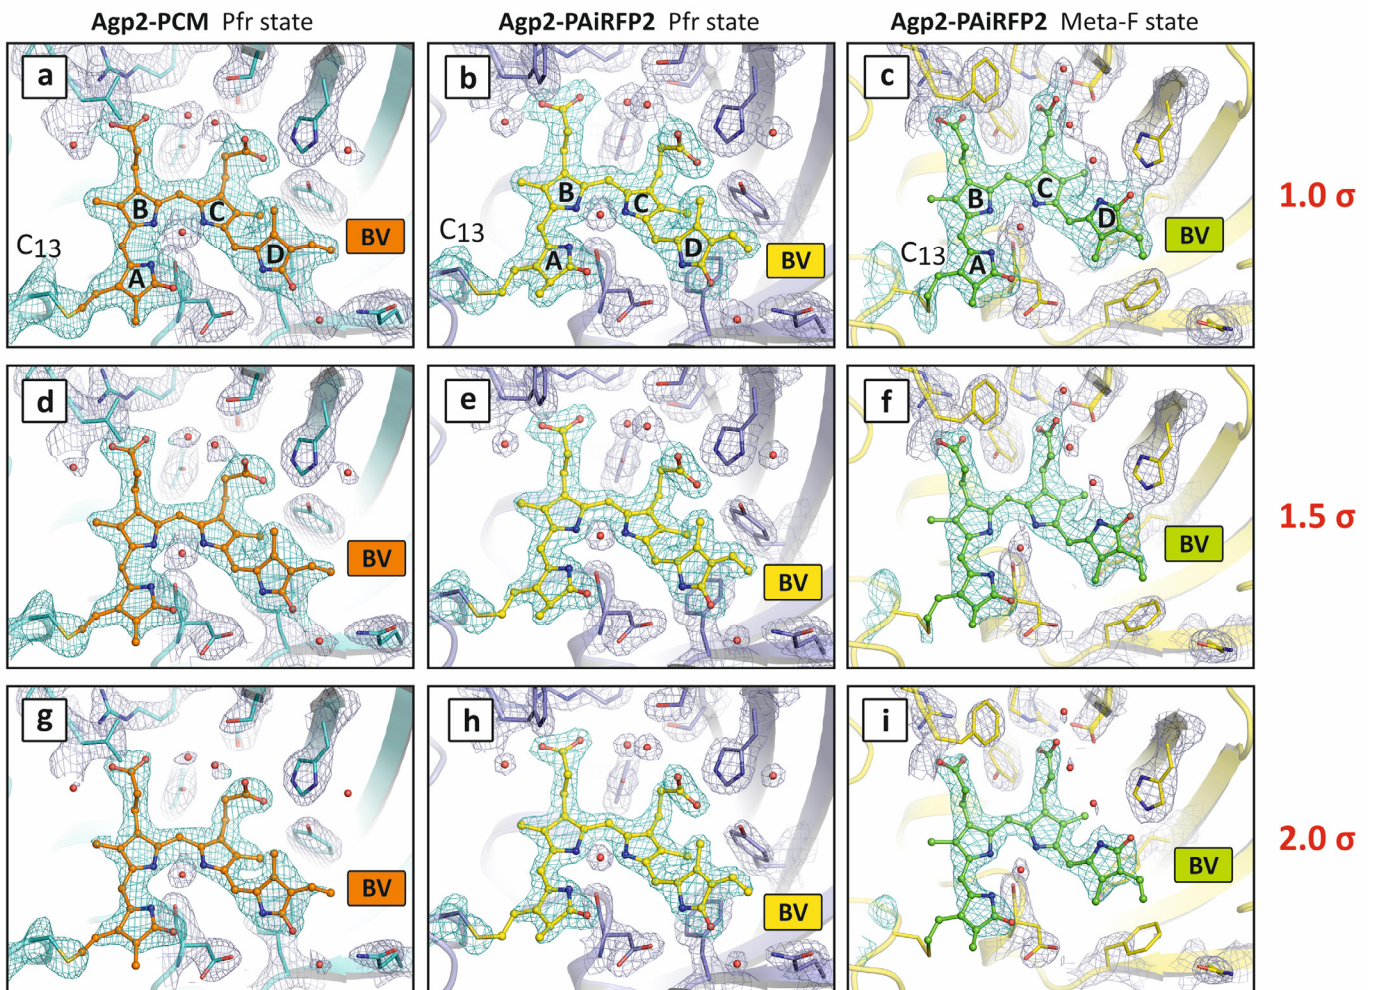 Agp2-PCM Pfr state
Agp2-PAiRFP2 Pfr state
Agp2-PAiRFP2 Meta-F state
a
B
C
D
A
C13
BV
b
B
C
D
A
C13
BV
c
B
C
D
A
C13
BV
1.0 σ
d
BV
e
BV
f
BV
1.5 σ
g
BV
h
BV
i
BV
2.0 σ